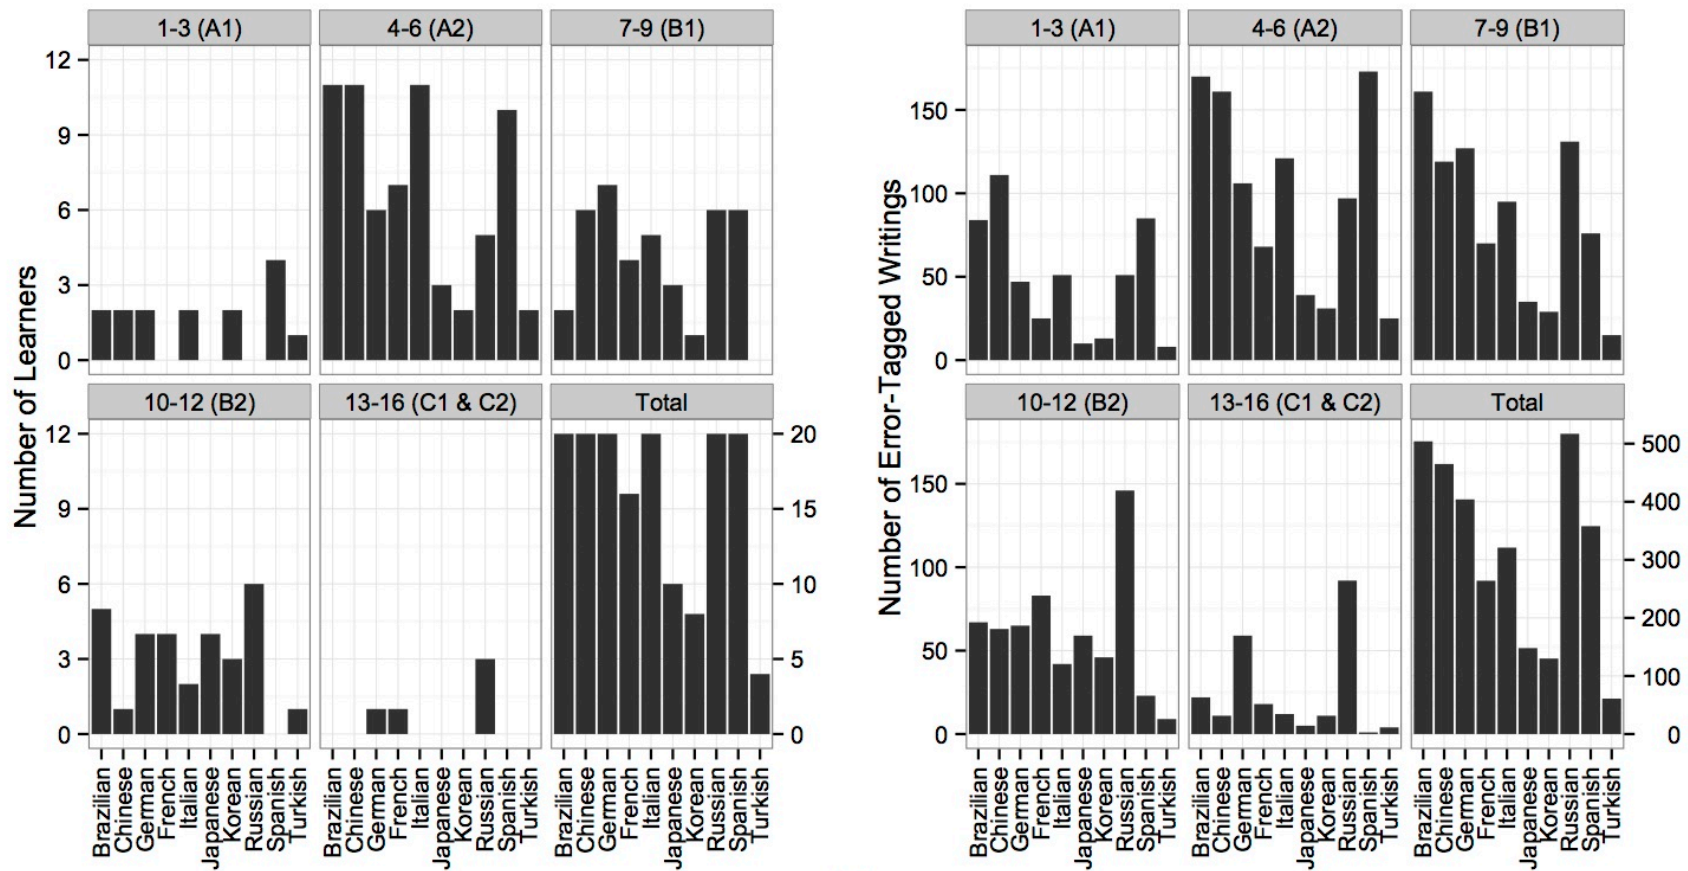 Number of Learners
1-3 (A1)
4-6 (A2)
7-9 (B1)
12
9
6
3
0
10-12 (B2)
13-16 (C1 & C2)
Total
12
9
6
3
0
20
15
10
5
0
Brazilian
Chinese
German
French
Italian
Japanese
Korean
Russian
Spanish
Turkish
Brazilian
Chinese
German
French
Italian
Japanese
Korean
Russian
Spanish
Turkish
Brazilian
Chinese
German
French
Italian
Japanese
Korean
Russian
Spanish
Turkish
Number of Error-Tagged Writings
1-3 (A1)
4-6 (A2)
7-9 (B1)
150
100
50
0
10-12 (B2)
13-16 (C1 & C2)
Total
150
100
50
0
500
400
300
200
100
0
Brazilian
Chinese
German
French
Italian
Japanese
Korean
Russian
Spanish
Turkish
Brazilian
Chinese
German
French
Italian
Japanese
Korean
Russian
Spanish
Turkish
Brazilian
Chinese
German
French
Italian
Japanese
Korean
Russian
Spanish
Turkish